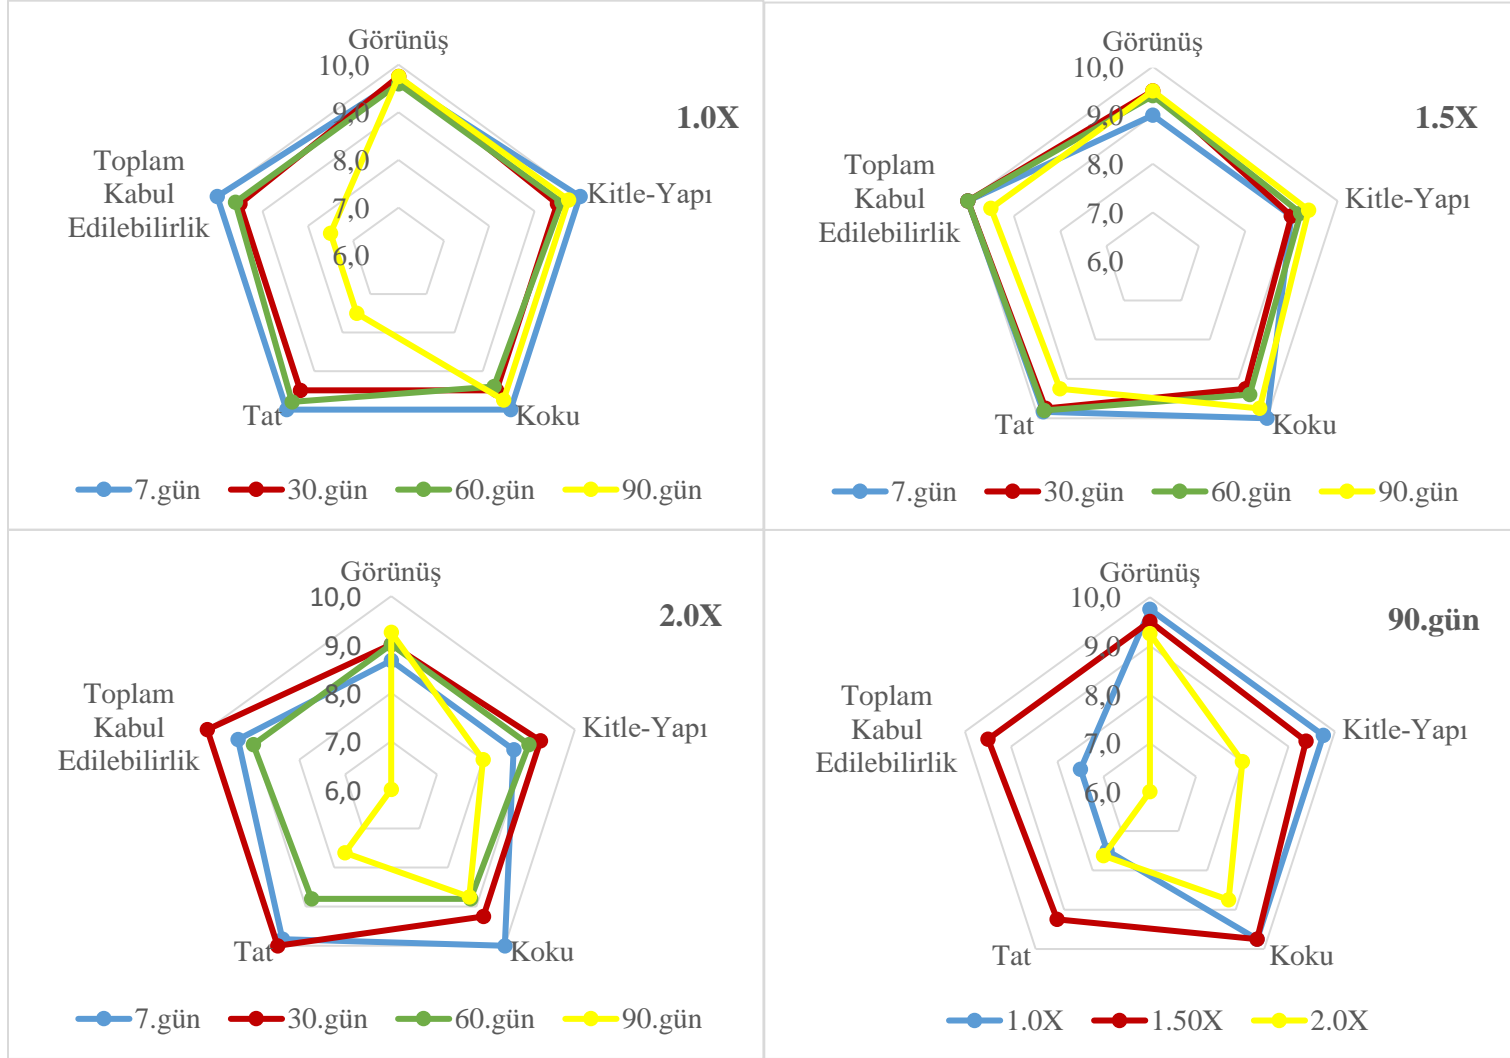 Görünüş
10,0
9,0
8,0
7,0
6,0
1.0X
Kitle-Yapı
Koku
Tat
Toplam
Kabul
Edilebilirlik
7.gün 30.gün 60.gün 90.gün
Görünüş
10,0
9,0
8,0
7,0
6,0
1.5X
Kitle-Yapı
Koku
Tat
Toplam
Kabul
Edilebilirlik
7.gün 30.gün 60.gün 90.gün
Görünüş
10,0
9,0
8,0
7,0
6,0
2.0X
Kitle-Yapı
Koku
Tat
Toplam
Kabul
Edilebilirlik
7.gün 30.gün 60.gün 90.gün
Görünüş
10,0
9,0
8,0
7,0
6,0
90.gün
Kitle-Yapı
Koku
Tat
Toplam
Kabul
Edilebilirlik
1.0X 1.50X 2.0X